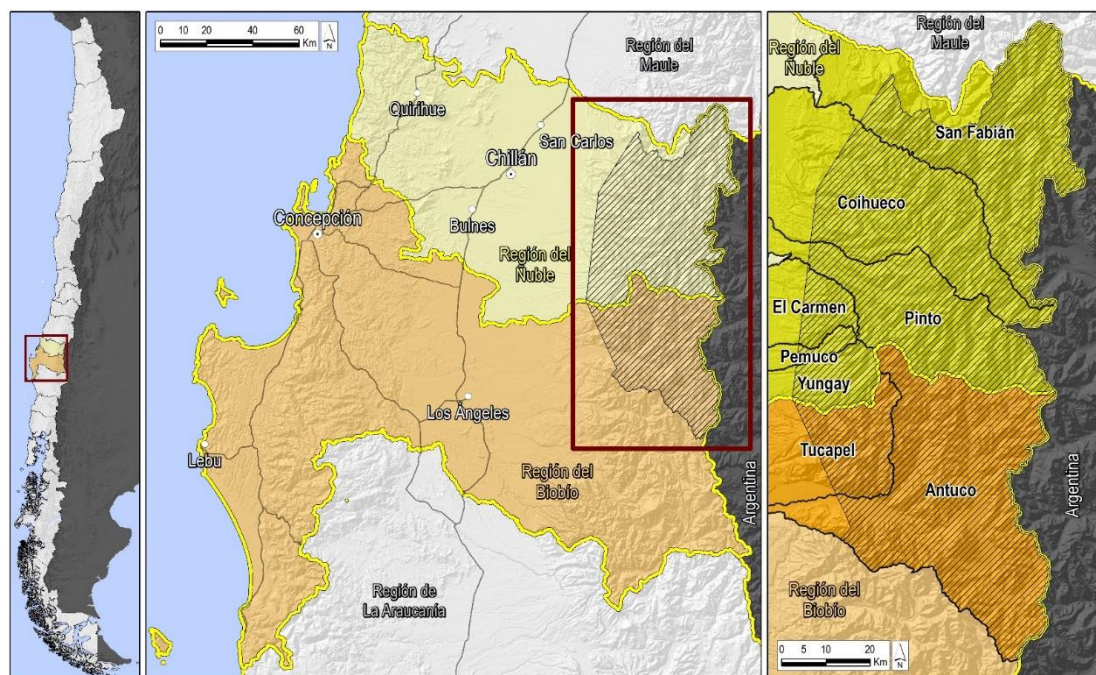 0 10 20 40 60
Km
N
Región del
Maule
Quirihue
San Carlos
Chillán
Concepción
Bulnes
Región del
Ñuble
Los Ángeles
Lebu
Región del
Biobío
Argentina
Región de
La Araucanía
Región del
Maule
Región del
Ñuble
San Fabián
Coihueco
El Carmen
Pinto
Pemuco
Yungay
Tucapel
Antuco
Argentina
Región del
Biobío
0 5 10 20
Km
N